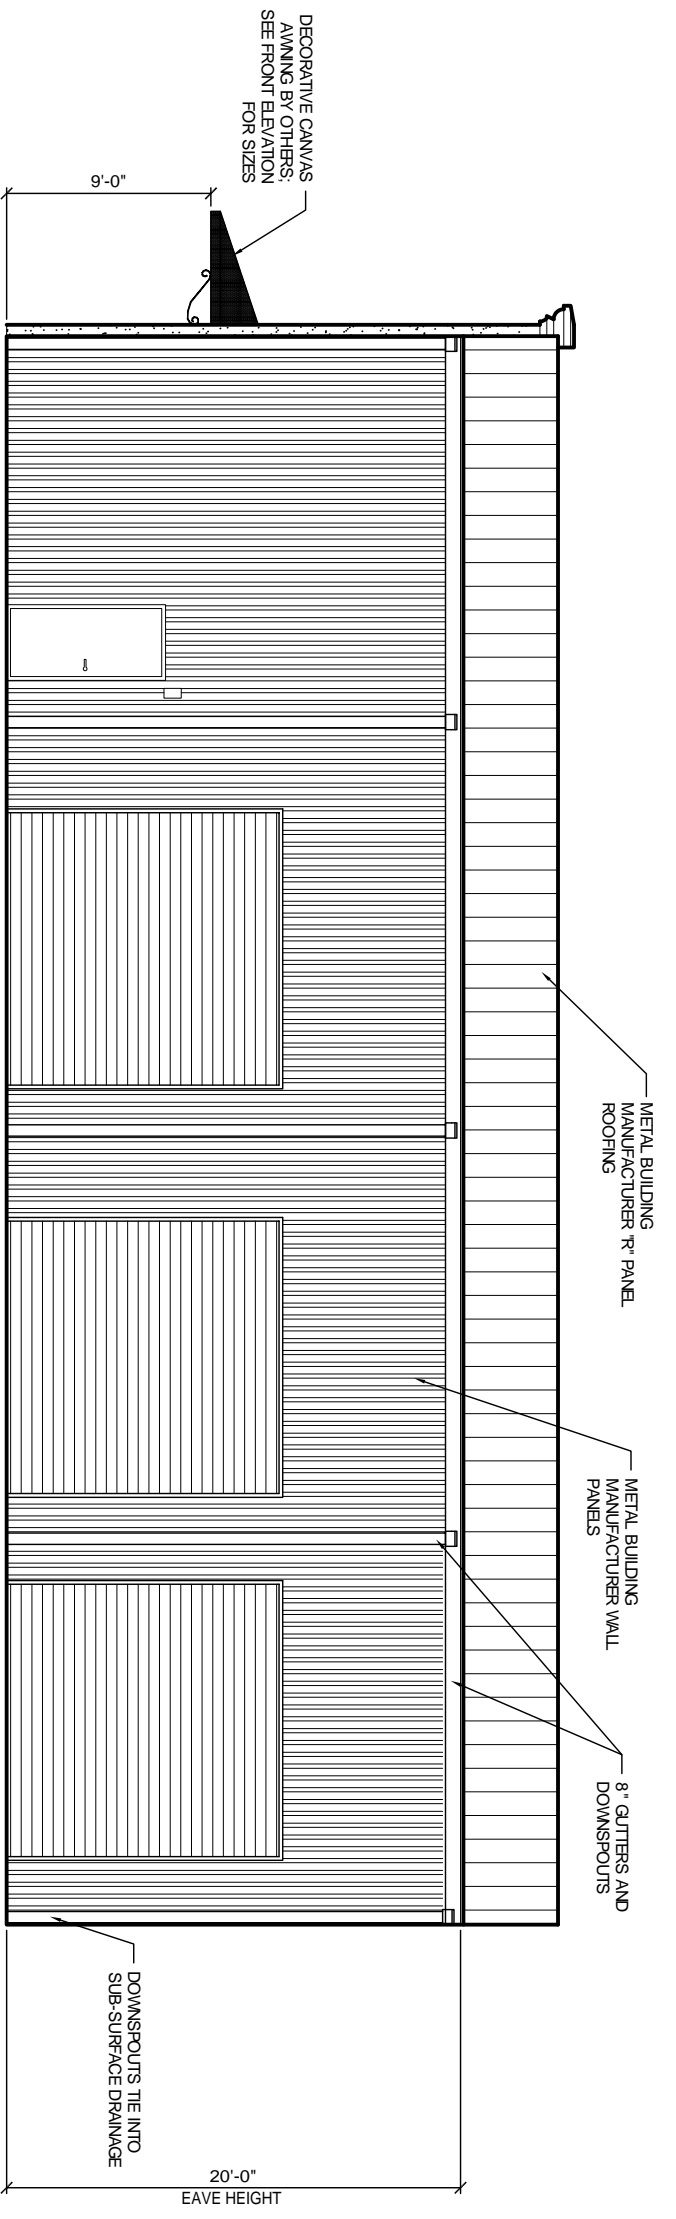 DECORATIVE CANVAS
AWNING BY OTHERS;
SEE FRONT ELEVATION
FOR SIZES
9'-0"
METAL BUILDING
MANUFACTURER "R" PANEL
ROOFING
METAL BUILDING
MANUFACTURER WALL
PANELS
8" GUTTERS AND
DOWNSPOUTS
DOWNSPOUTS TIE INTO
SUB-SURFACE DRAINAGE
20'-0"
EAVE HEIGHT